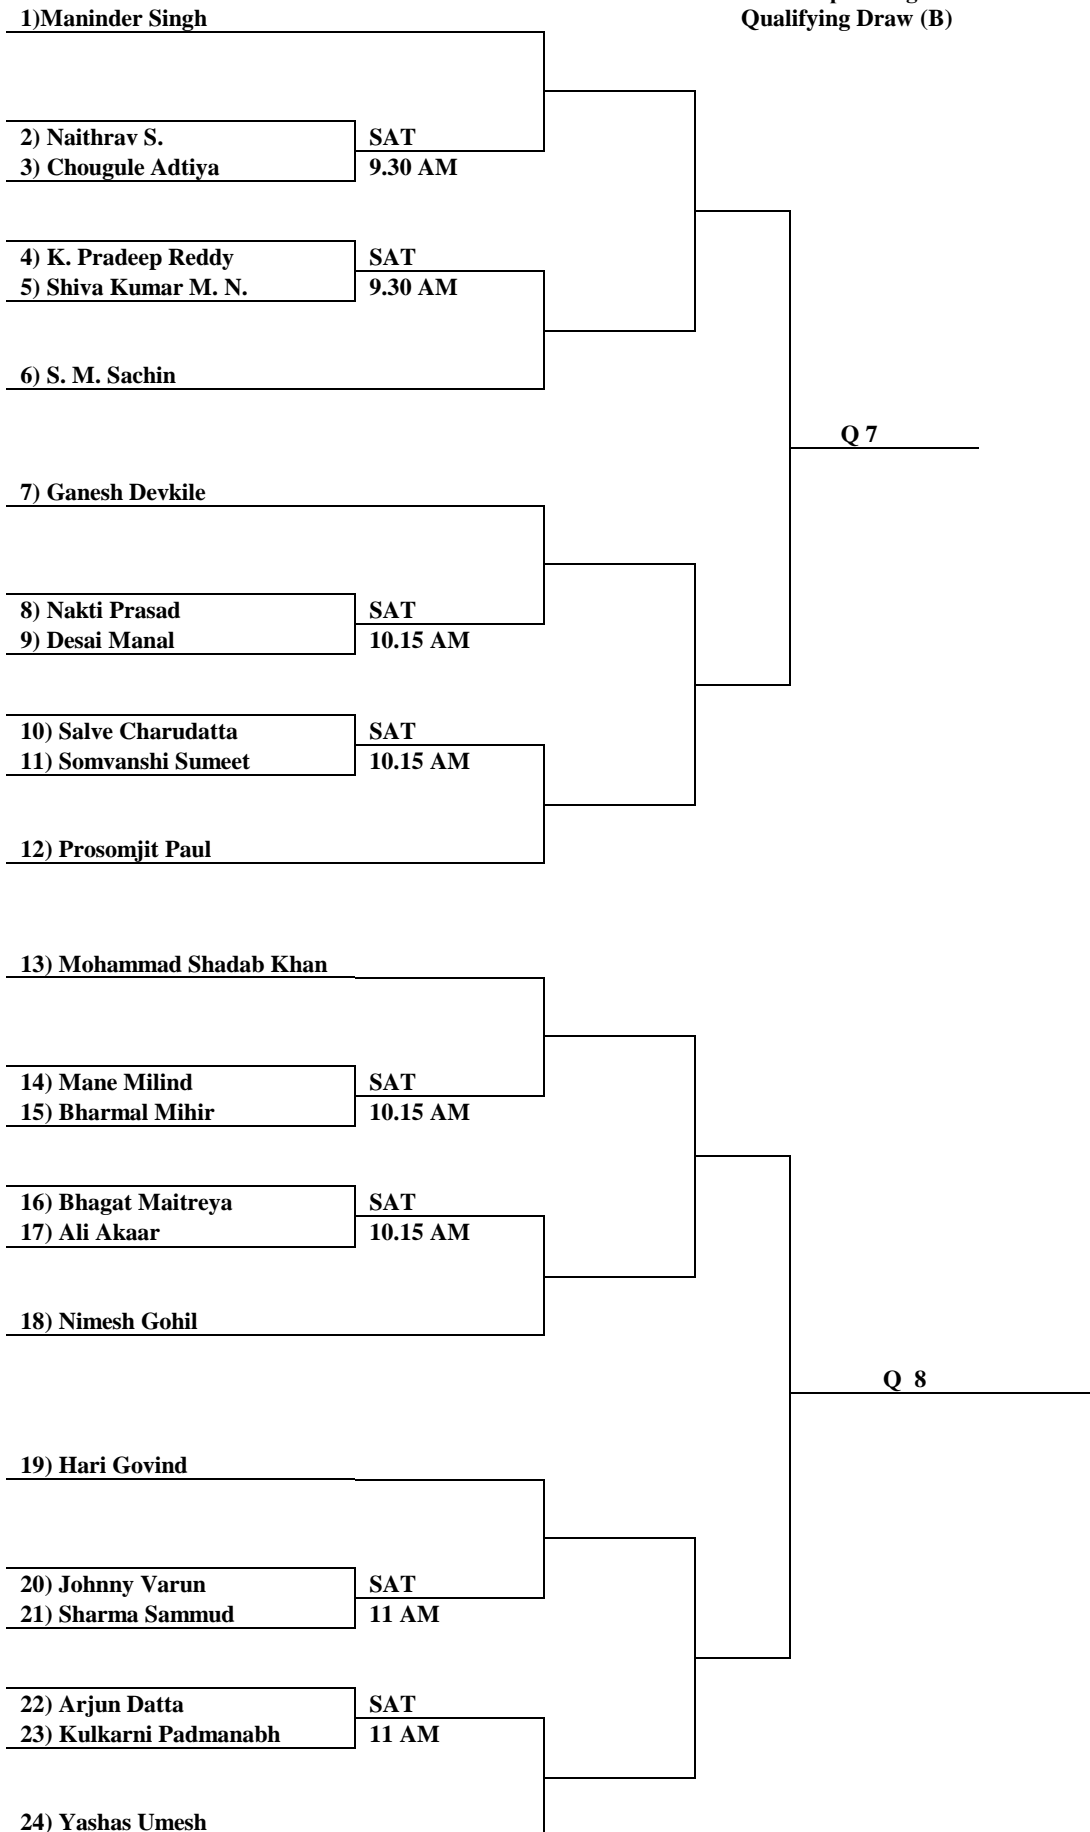 1)Maninder Singh
Qualifying Draw (B)
2) Naithrav S.
SAT
3) Chougule Adtiya
9.30 AM
4) K. Pradeep Reddy
SAT
5) Shiva Kumar M. N.
9.30 AM
6) S. M. Sachin
Q 7
7) Ganesh Devkile
8) Nakti Prasad
SAT
9) Desai Manal
10.15 AM
10) Salve Charudatta
SAT
11) Somvanshi Sumeet
10.15 AM
12) Prosomjit Paul
13) Mohammad Shadab Khan
14) Mane Milind
SAT
15) Bharmal Mihir
10.15 AM
16) Bhagat Maitreya
SAT
17) Ali Akaar
10.15 AM
18) Nimesh Gohil
Q 8
19) Hari Govind
20) Johnny Varun
SAT
21) Sharma Sammud
11 AM
22) Arjun Datta
SAT
23) Kulkarni Padmanabh
11 AM
24) Yashas Umesh